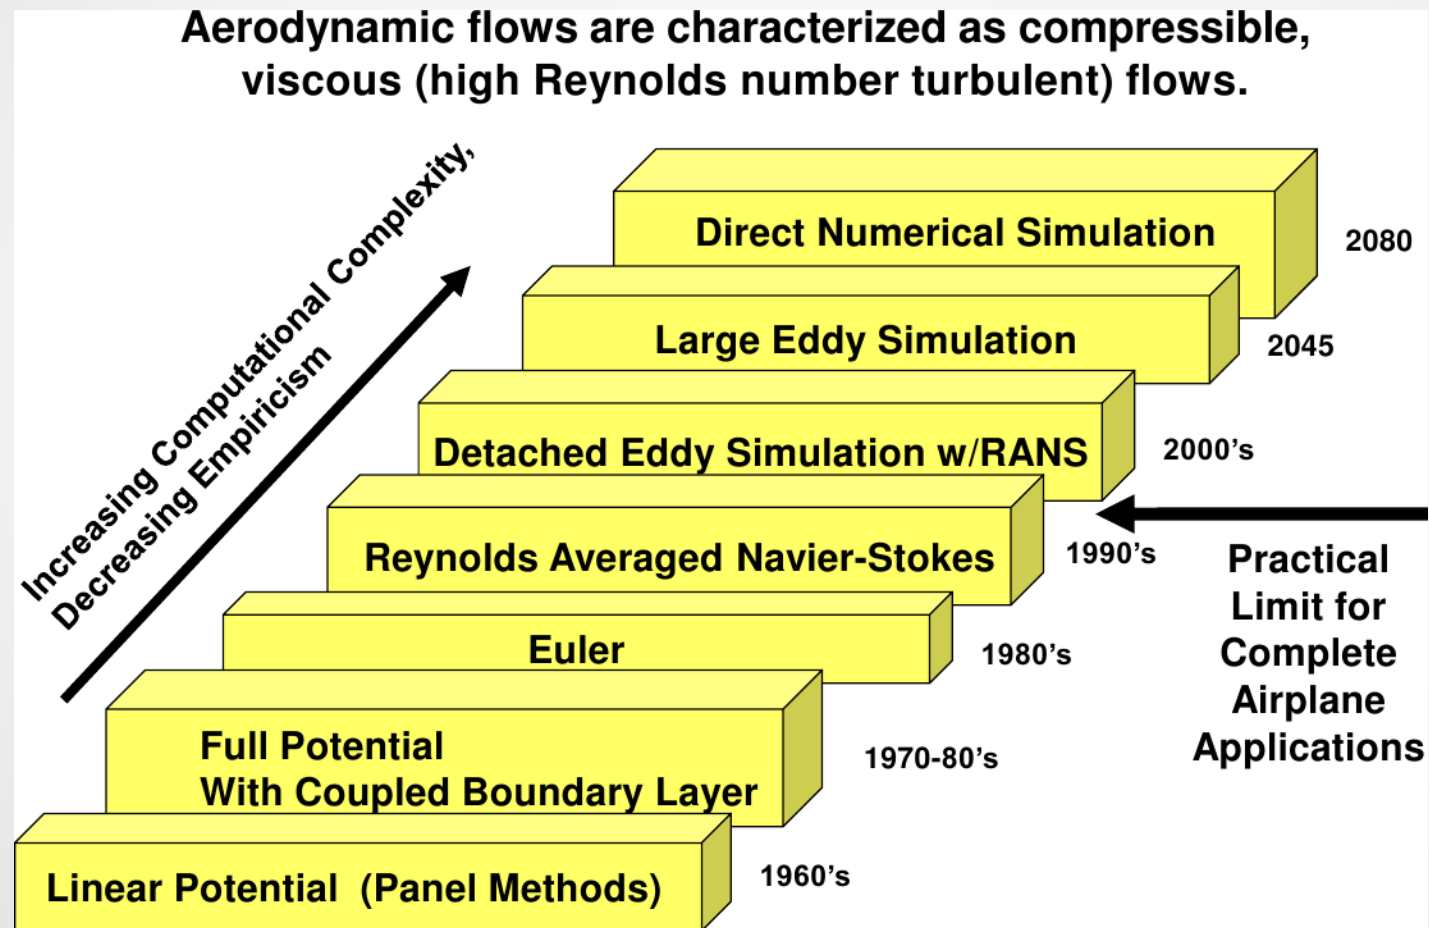 Aerodynamic flows are characterized as compressible,
viscous (high Reynolds number turbulent) flows.
Increasing Computational Complexity,
Decreasing Empiricism
Direct Numerical Simulation
2080
Large Eddy Simulation
2045
Detached Eddy Simulation w/RANS
2000's
Reynolds Averaged Navier-Stokes
1990's
Practical
Limit for
Complete
Airplane
Applications
Euler
1980's
Full Potential
With Coupled Boundary Layer
1970-80's
Linear Potential (Panel Methods)
1960's